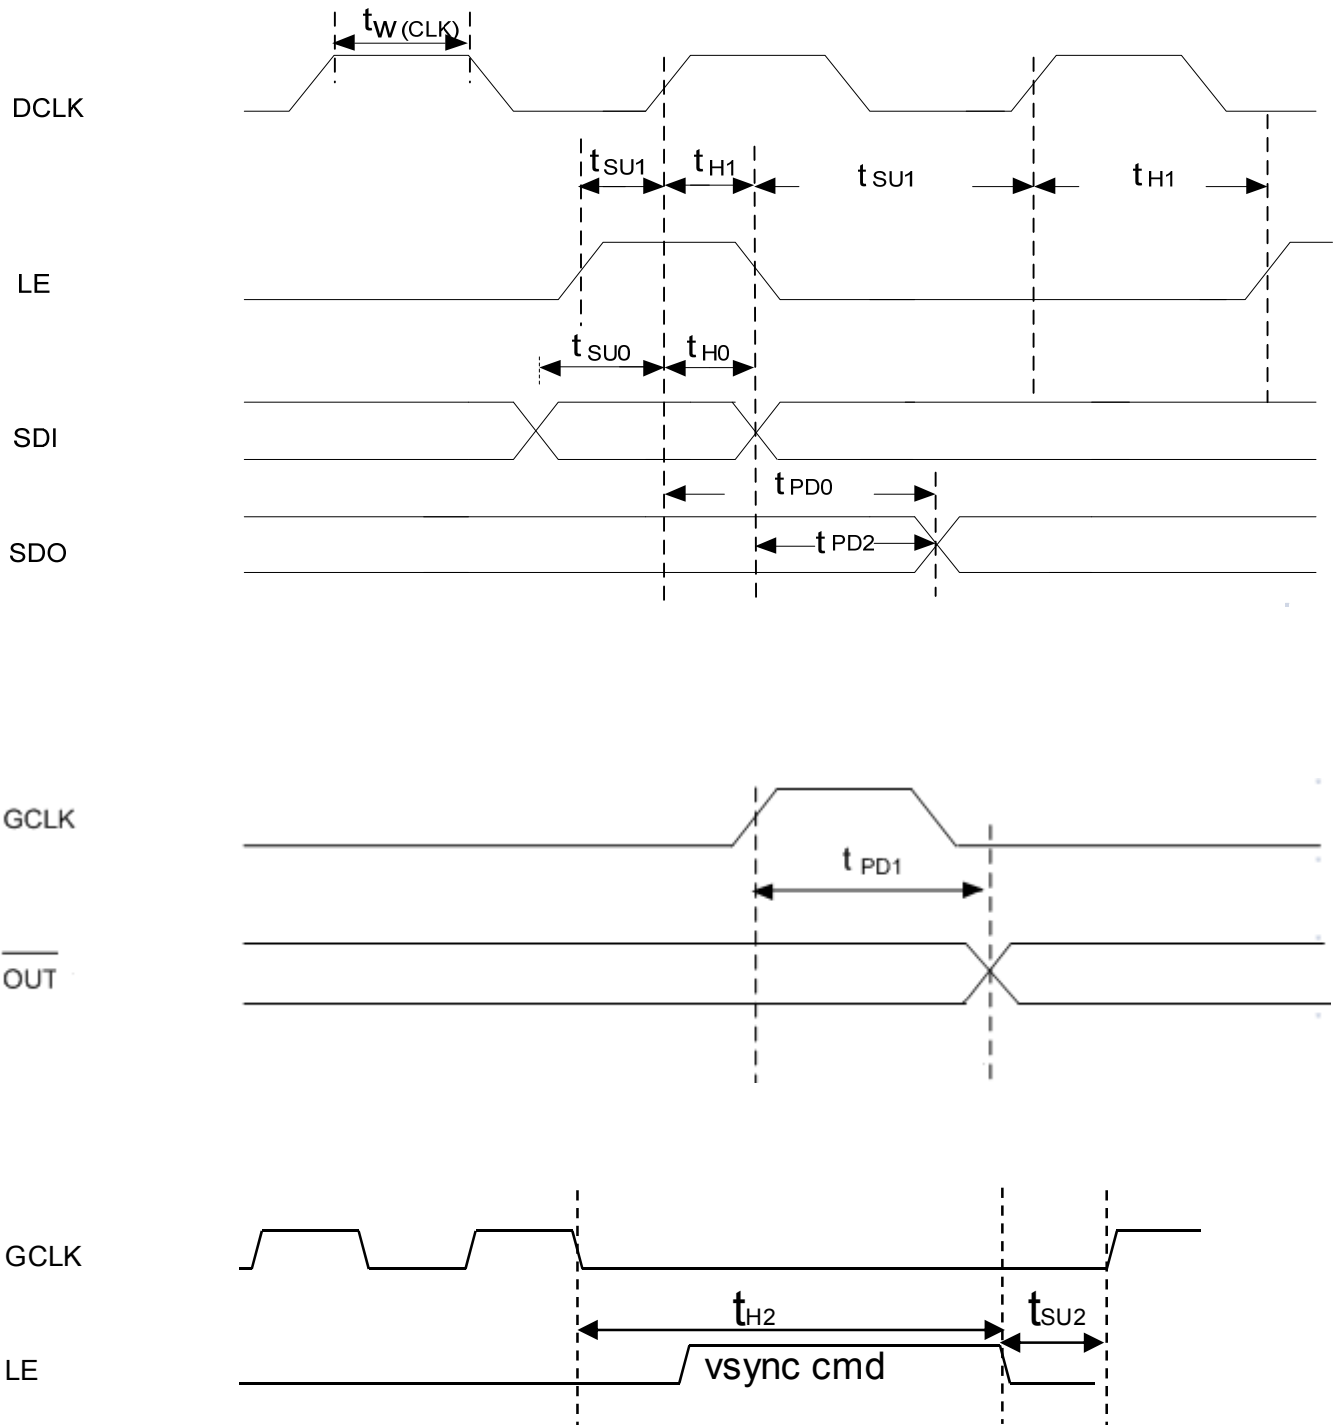 tW(CLK)
DCLK
tSU1 tH1 tSU1 tH1
LE
tSU0 tH0
SDI
tPD0
SDO
tPD2
GCLK
tPD1
OUT
GCLK
tH2 tSU2
LE
vsync cmd